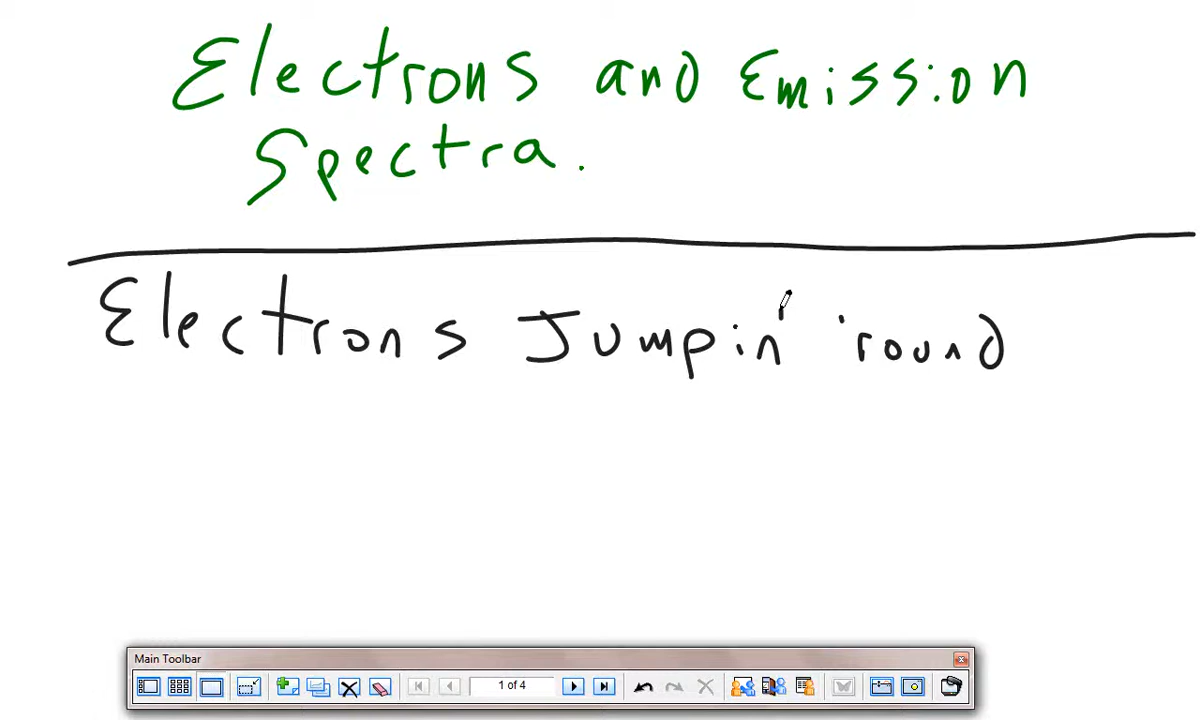 Electrons and Emission
Spectra.
Electrons Jumpin' 'round
Main Toolbar
1 of 4